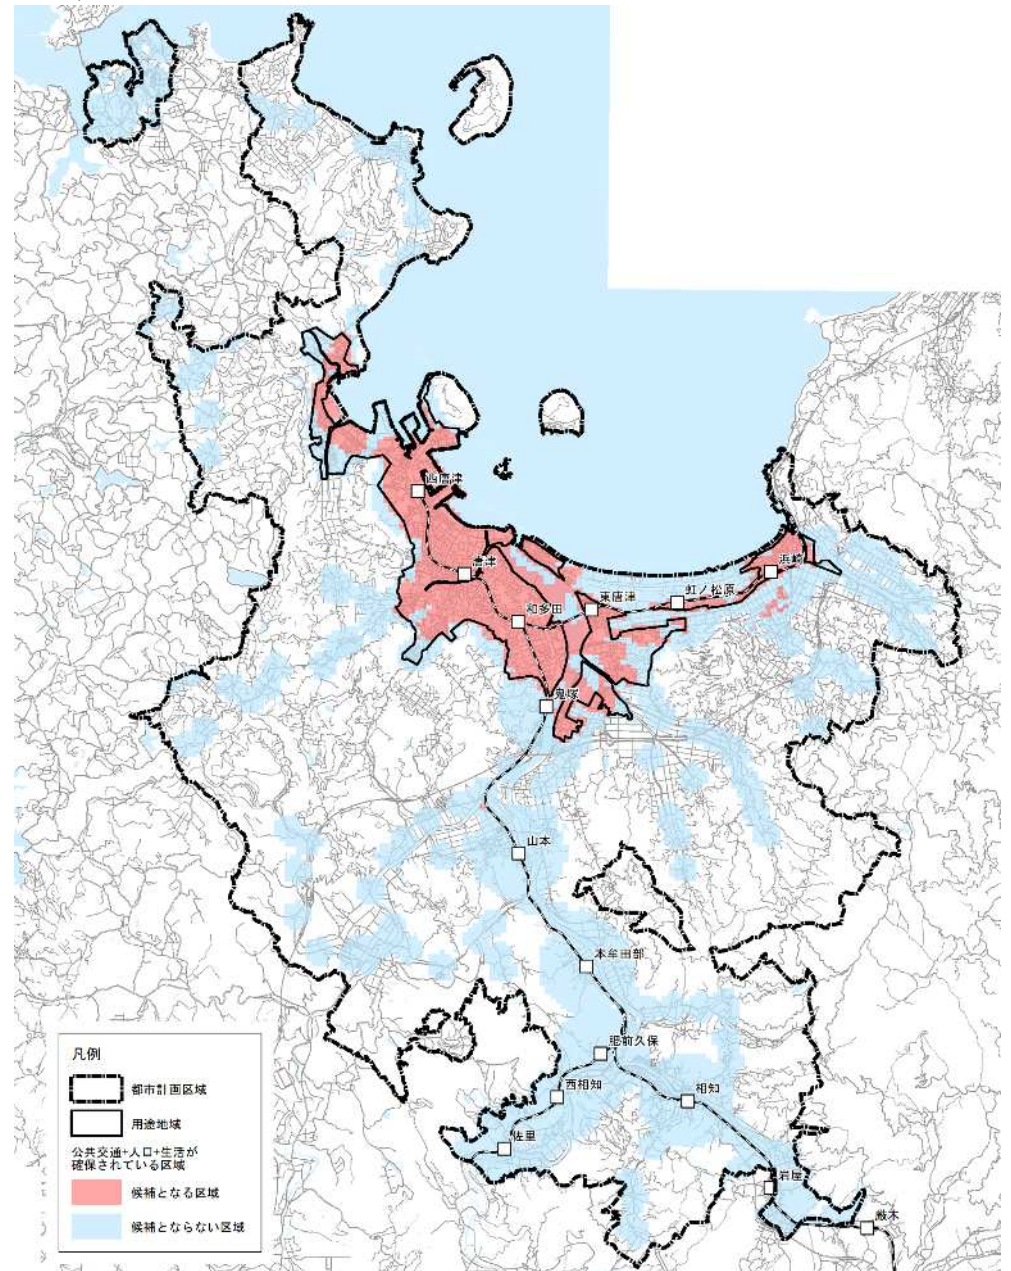 西唐津
唐津
浜崎
和多田
東唐津
虹ノ松原
鬼塚
山本
本牟田部
肥前久保
西相知
相知
佐里
岩屋
厳木
凡例
都市計画区域
用途地域
公共交通+人口+生活が
確保されている区域
候補となる区域
候補とならない区域